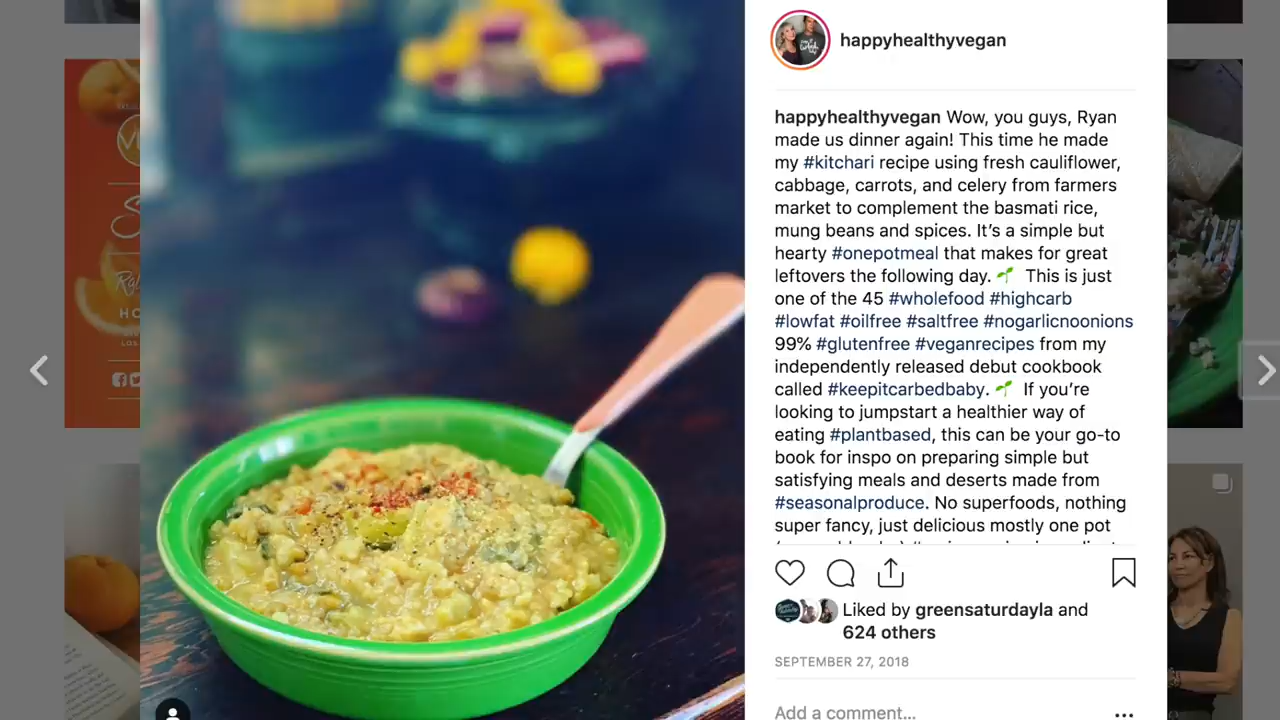 happyhealthyvegan
happyhealthyvegan Wow, you guys, Ryan
made us dinner again! This time he made
my #kitchari recipe using fresh cauliflower,
cabbage, carrots, and celery from farmers
market to complement the basmati rice,
mung beans and spices. It’s a simple but
hearty #onepotmeal that makes for great
leftovers the following day.🌱 This is just
one of the 45 #wholefood #highcarb
#lowfat #oilfree #saltfree #nogarlicnoonions
99% #glutenfree #veganrecipes from my
independently released debut cookbook
called #keepitcarbedbaby.🌱 If you’re
looking to jumpstart a healthier way of
eating #plantbased, this can be your go-to
book for inspo on preparing simple but
satisfying meals and deserts made from
#seasonalproduce. No superfoods, nothing
super fancy, just delicious mostly one pot
Liked by greensaturdayla and
624 others
SEPTEMBER 27, 2018
Add a comment...